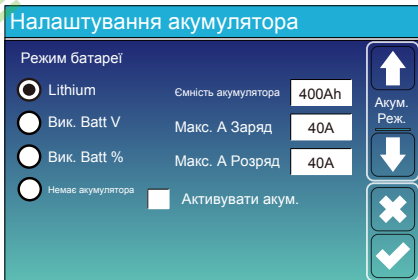 Налаштування акумулятора
Режим батареї
Lithium
Ємність акумулятора 400Ah
Вик. Batt V
Макс. А Заряд 40A
Вик. Batt %
Макс. А Розряд 40A
Немає акумулятора
Активувати акум.
Акум.
Реж.